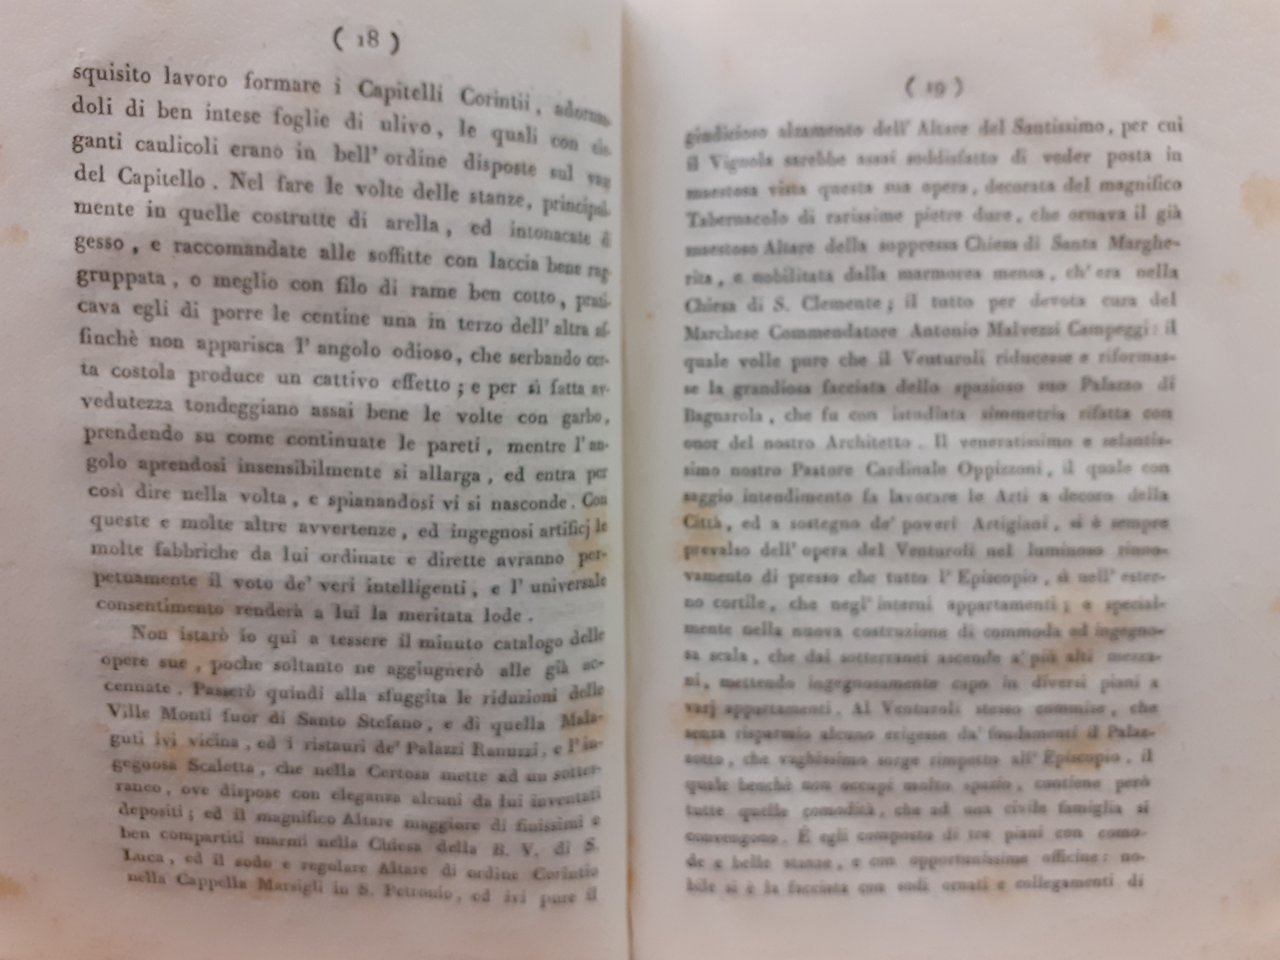 ( 18 )
squisito lavoro formare i Capitelli Corintii, adornan-
doli di ben intese foglie di ulivo, le quali con ele-
ganti caulicoli erano in bell' ordine disposte sul vaso
del Capitello. Nel fare le volte delle stanze, principal-
mente in quelle costrutte di arella, ed intonacate di
gesso, e raccomandate alle soffitte con laccia bene rag-
gruppata, o meglio con filo di rame ben cotto, prati-
cava egli di porre le centine una in terzo dell' altra af-
finchè non apparisca l' angolo odioso, che serbando cer-
ta costola produce un cattivo effetto; e per sì fatta av-
vedutezza tondeggiano assai bene le volte con garbo,
prendendo su come continuate le pareti, mentre l' an-
golo aprendosi insensibilmente si allarga, ed entra per
così dire nella volta, e spianandosi vi si nasconde. Con
queste e molte altre avvertenze, ed ingegnosi artificj le
molte fabbriche da lui ordinate e dirette avranno per-
petuamente il voto de' veri intelligenti, e l' universale
consentimento renderà a lui la meritata lode.
Non istarò io quì a tessere il minuto catalogo delle
opere sue, poche soltanto ne aggiugnerò alle già ac-
cennate. Passerò quindi alla sfuggita le riduzioni delle
Ville Monti fuor di Santo Stefano, e di quella Mala-
guti ivi vicina, ed i ristauri de' Palazzi Ranuzzi, e l' in-
gegnosa Scaletta, che nella Certosa mette ad un sotter-
raneo, ove dispose con eleganza alcuni da lui inventati
depositi; ed il magnifico Altare maggiore di finissimi e
ben compartiti marmi nella Chiesa della B. V. di S.
Luca, ed il sodo e regolare Altare di ordine Corintio
nella Cappella Marsigli in S. Petronio, ed ivi pure il
( 19 )
giudicioso alzamento dell' Altare del Santissimo, per cui
il Vignola sarebbe assai soddisfatto di veder posta in
maestosa vista questa sua opera, decorata del magnifico
Tabernacolo di rarissime pietre dure, che ornava il già
maestoso Altare della soppressa Chiesa di Santa Marghe-
rita, e nobilitata dalla marmorea mensa, ch' era nella
Chiesa di S. Clemente; il tutto per devota cura del
Marchese Commendatore Antonio Malvezzi Campeggi: il
quale volle pure che il Venturoli riducesse e riformas-
se la grandiosa facciata dello spazioso suo Palazzo di
Bagnarola, che fu con istudiata simmetria rifatta con
onor del nostro Architetto. Il veneratissimo e zelantis-
simo nostro Pastore Cardinale Oppizzoni, il quale con
saggio intendimento fa lavorare le Arti a decoro della
Città, ed a sostegno de' poveri Artigiani, si è sempre
prevalso dell' opera del Venturoli nel luminoso rinno-
vamento di presso che tutto l' Episcopio, sì nell' ester-
no cortile, che negl' interni appartamenti; e special-
mente nella nuova costruzione di commoda ed ingegno-
sa scala, che dai sotterranei ascende a' più alti mezza-
ni, mettendo ingegnosamente capo in diversi piani a
varj appartamenti. Al Venturoli stesso commise, che
senza risparmio alcuno erigesse da' fondamenti il Palaz-
zotto, che vaghissimo sorge rimpetto all' Episcopio, il
quale benchè non occupi molto spazio, contiene però
tutte quelle comodità, che ad una civile famiglia si
convengono. È egli composto di tre piani con como-
de e belle stanze, e con opportunissime officine: no-
bile si è la facciata con sodi ornati e collegamenti di